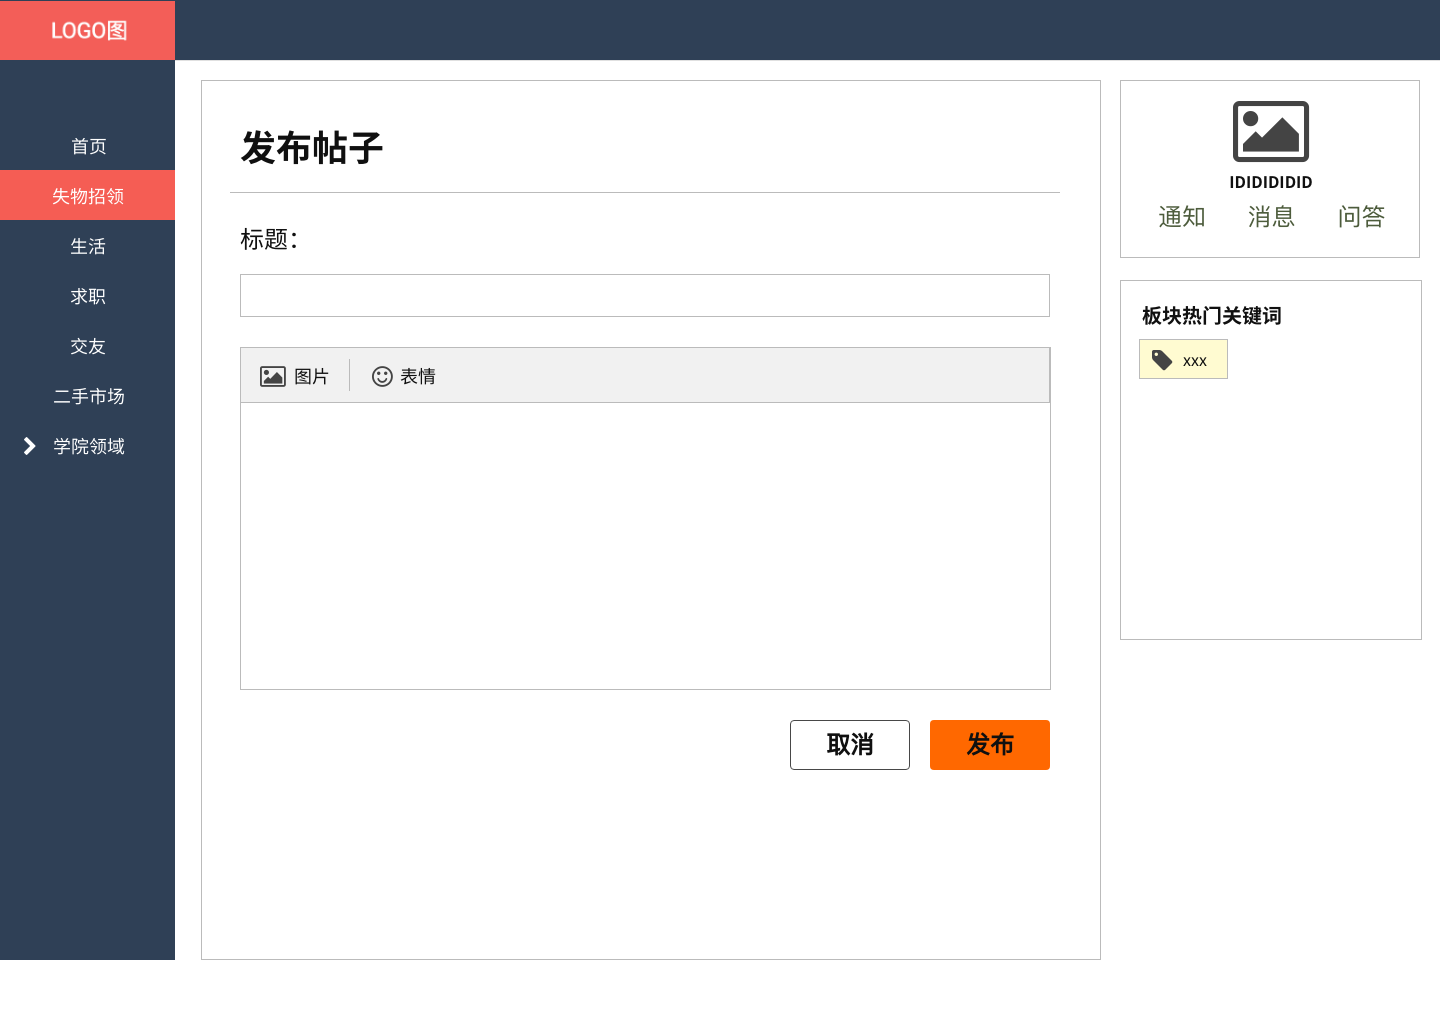 LOGO图
首页
失物招领
生活
求职
交友
二手市场
学院领域
发布帖子
标题：
图片
表情
取消
发布
IDIDIDIDID
通知 消息 问答
板块热门关键词
xxx